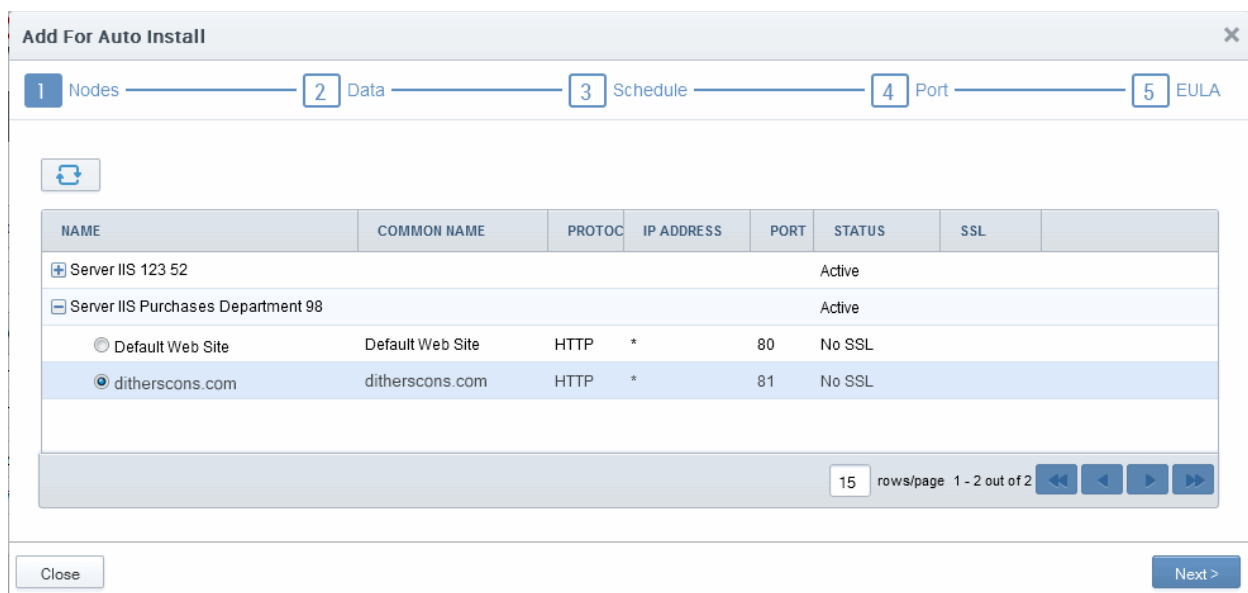 Add For Auto Install
1 Nodes 2 Data 3 Schedule 4 Port 5 EULA
NAME COMMON NAME PROTOC IP ADDRESS PORT STATUS SSL
Server IIS 123 52 Active
Server IIS Purchases Department 98 Active
Default Web Site Default Web Site HTTP * 80 No SSL
ditherscons.com ditherscons.com HTTP * 81 No SSL
15 rows/page 1 - 2 out of 2
Close Next >